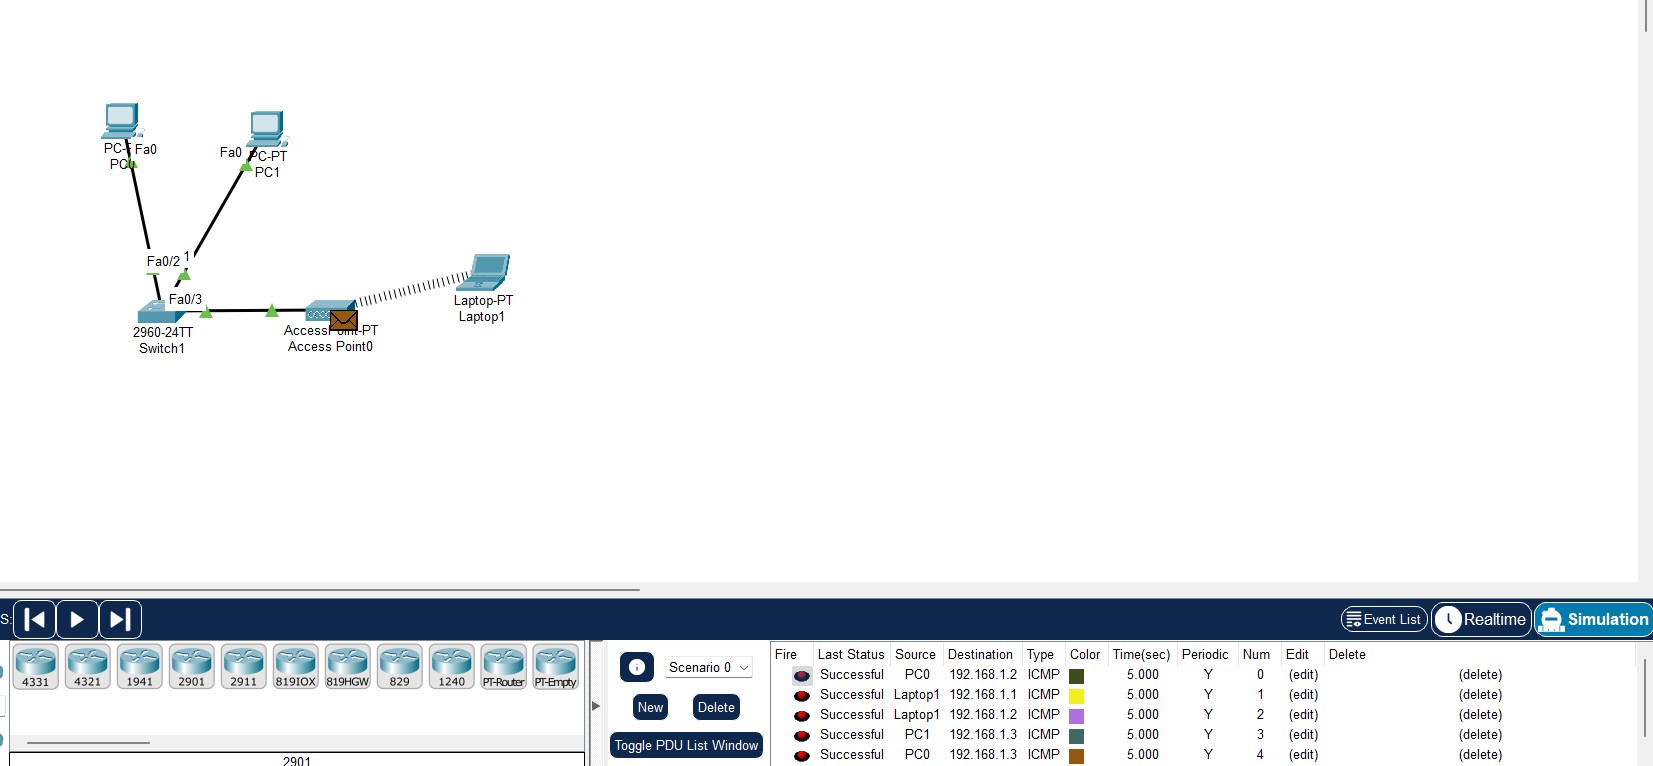 PC-
Fa0
PC0
Fa0
PC-PT
PC1
Fa0/2
1
Fa0/3
2960-24TT
Switch1
AccessPoint-PT
Access Point0
Laptop-PT
Laptop1
S:
Event List
Realtime
Simulation
4331
4321
1941
2901
2911
819IOX
819HGW
829
1240
PT-Router
PT-Empty
2901
Scenario 0
New
Delete
Toggle PDU List Window
Fire Last Status Source Destination Type Color Time(sec) Periodic Num Edit Delete
Successful PC0 192.168.1.2 ICMP 5.000 Y 0 (edit) (delete)
Successful Laptop1 192.168.1.1 ICMP 5.000 Y 1 (edit) (delete)
Successful Laptop1 192.168.1.2 ICMP 5.000 Y 2 (edit) (delete)
Successful PC1 192.168.1.3 ICMP 5.000 Y 3 (edit) (delete)
Successful PC0 192.168.1.3 ICMP 5.000 Y 4 (edit) (delete)